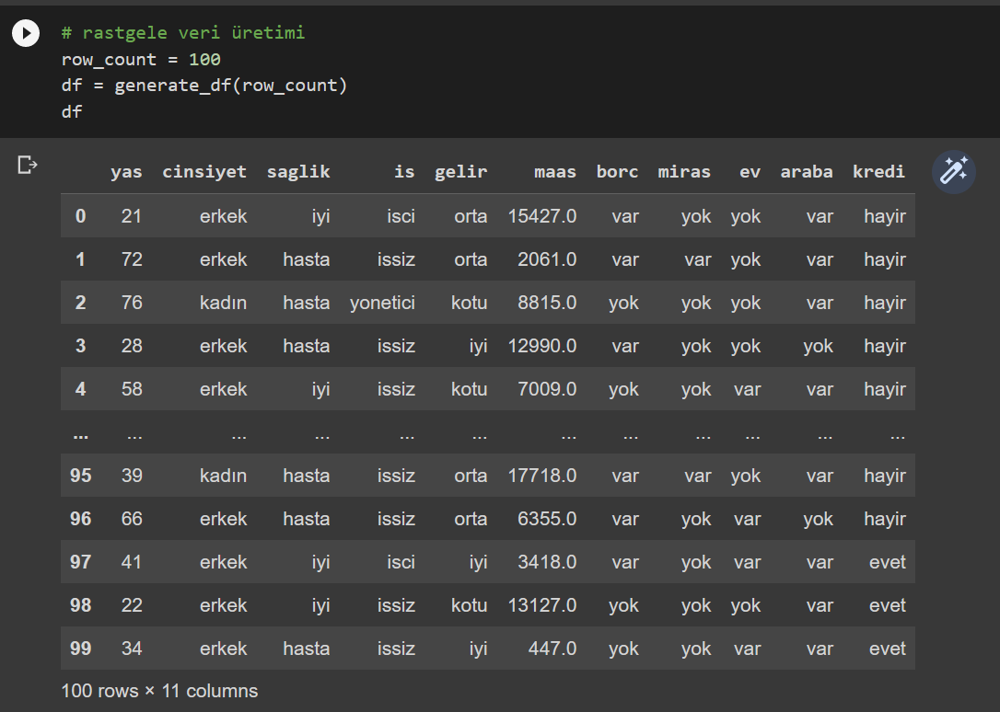 # rastgele veri üretimi
row_count = 100
df = generate_df(row_count)
df
yas cinsiyet saglik is gelir maas borc miras ev araba kredi
0 21 erkek iyi isci orta 15427.0 var yok yok var hayir
1 72 erkek hasta issiz orta 2061.0 var var yok var hayir
2 76 kadın hasta yonetici kotu 8815.0 yok yok yok var hayir
3 28 erkek hasta issiz iyi 12990.0 var yok yok yok hayir
4 58 erkek iyi issiz kotu 7009.0 yok yok var var hayir
... ... ... ... ... ... ... ... ... ... ... ...
95 39 kadın hasta issiz orta 17718.0 var var yok var hayir
96 66 erkek hasta issiz orta 6355.0 var yok var yok hayir
97 41 erkek iyi isci iyi 3418.0 var yok var var evet
98 22 erkek iyi issiz kotu 13127.0 yok yok yok var evet
99 34 erkek hasta issiz iyi 447.0 yok yok var var evet
100 rows × 11 columns